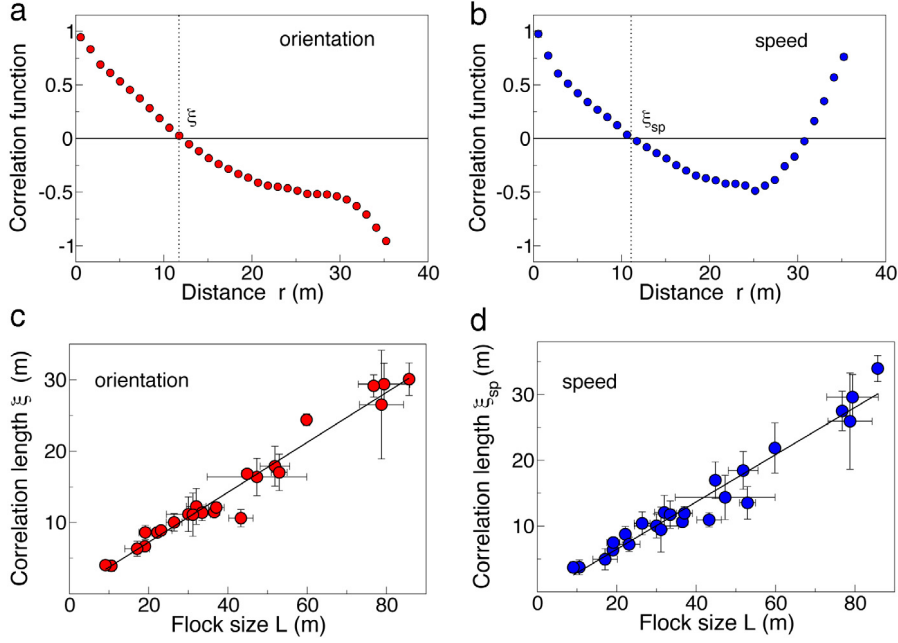 a
orientation
Correlation function
1
0.5
0
-0.5
-1
ξ
0 10 20 30 40
Distance r (m)
b
speed
Correlation function
1
0.5
0
-0.5
-1
ξsp
0 10 20 30 40
Distance r (m)
c
orientation
Correlation length ξ (m)
30
20
10
0 20 40 60 80
Flock size L (m)
d
speed
Correlation length ξsp (m)
40
30
20
10
0 20 40 60 80
Flock size L (m)